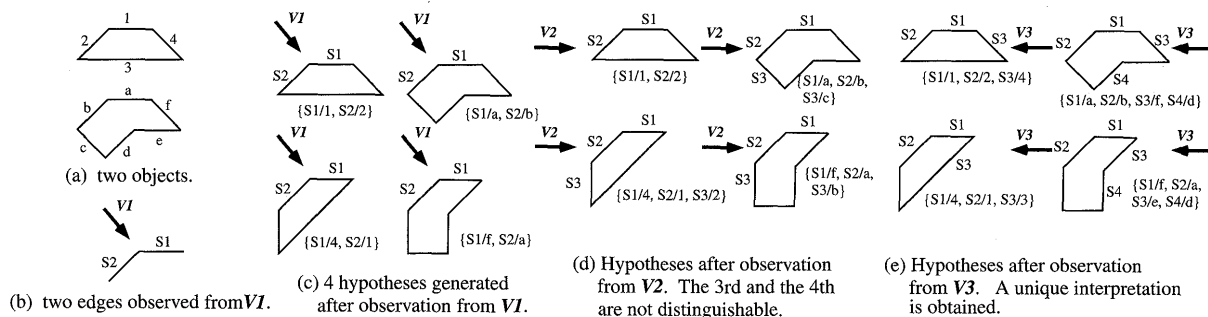 1
2
4
3
a
b
f
c
d
e
(a) two objects.
V1
S1
S2
(b) two edges observed from V1.
V1
S1
S2
{S1/1, S2/2}
V1
S1
S2
{S1/a, S2/b}
V1
S1
S2
{S1/4, S2/1}
V1
S1
S2
{S1/f, S2/a}
(c) 4 hypotheses generated
after observation from V1.
V2
S1
S2
{S1/1, S2/2}
V2
S1
S2
S3
{S1/a, S2/b,
S3/c}
V2
S1
S2
S3
{S1/4, S2/1, S3/2}
V2
S1
S2
S3
{S1/f, S2/a,
S3/b}
(d) Hypotheses after observation
from V2. The 3rd and the 4th
are not distinguishable.
S1
S2
S3
V3
{S1/1, S2/2, S3/4}
S1
S2
S3
S4
V3
{S1/a, S2/b, S3/f, S4/d}
S1
S2
S3
V3
{S1/4, S2/1, S3/3}
S1
S2
S3
S4
V3
{S1/f, S2/a,
S3/e, S4/d}
(e) Hypotheses after observation
from V3. A unique interpretation
is obtained.